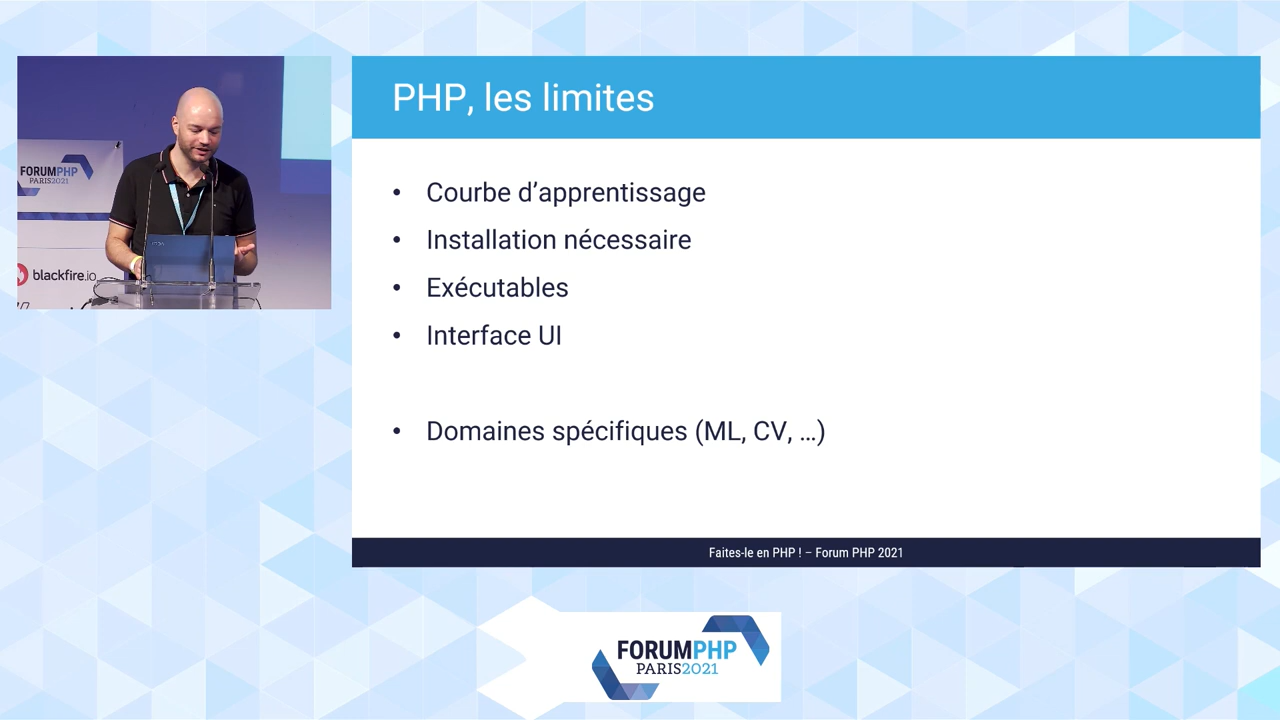 PHP, les limites
• Courbe d’apprentissage
• Installation nécessaire
• Exécutables
• Interface UI
• Domaines spécifiques (ML, CV, ...)
Faites-le en PHP ! – Forum PHP 2021
FORUMPHP
PARIS2021
blackfire.io
FORUMPHP
PARIS2021